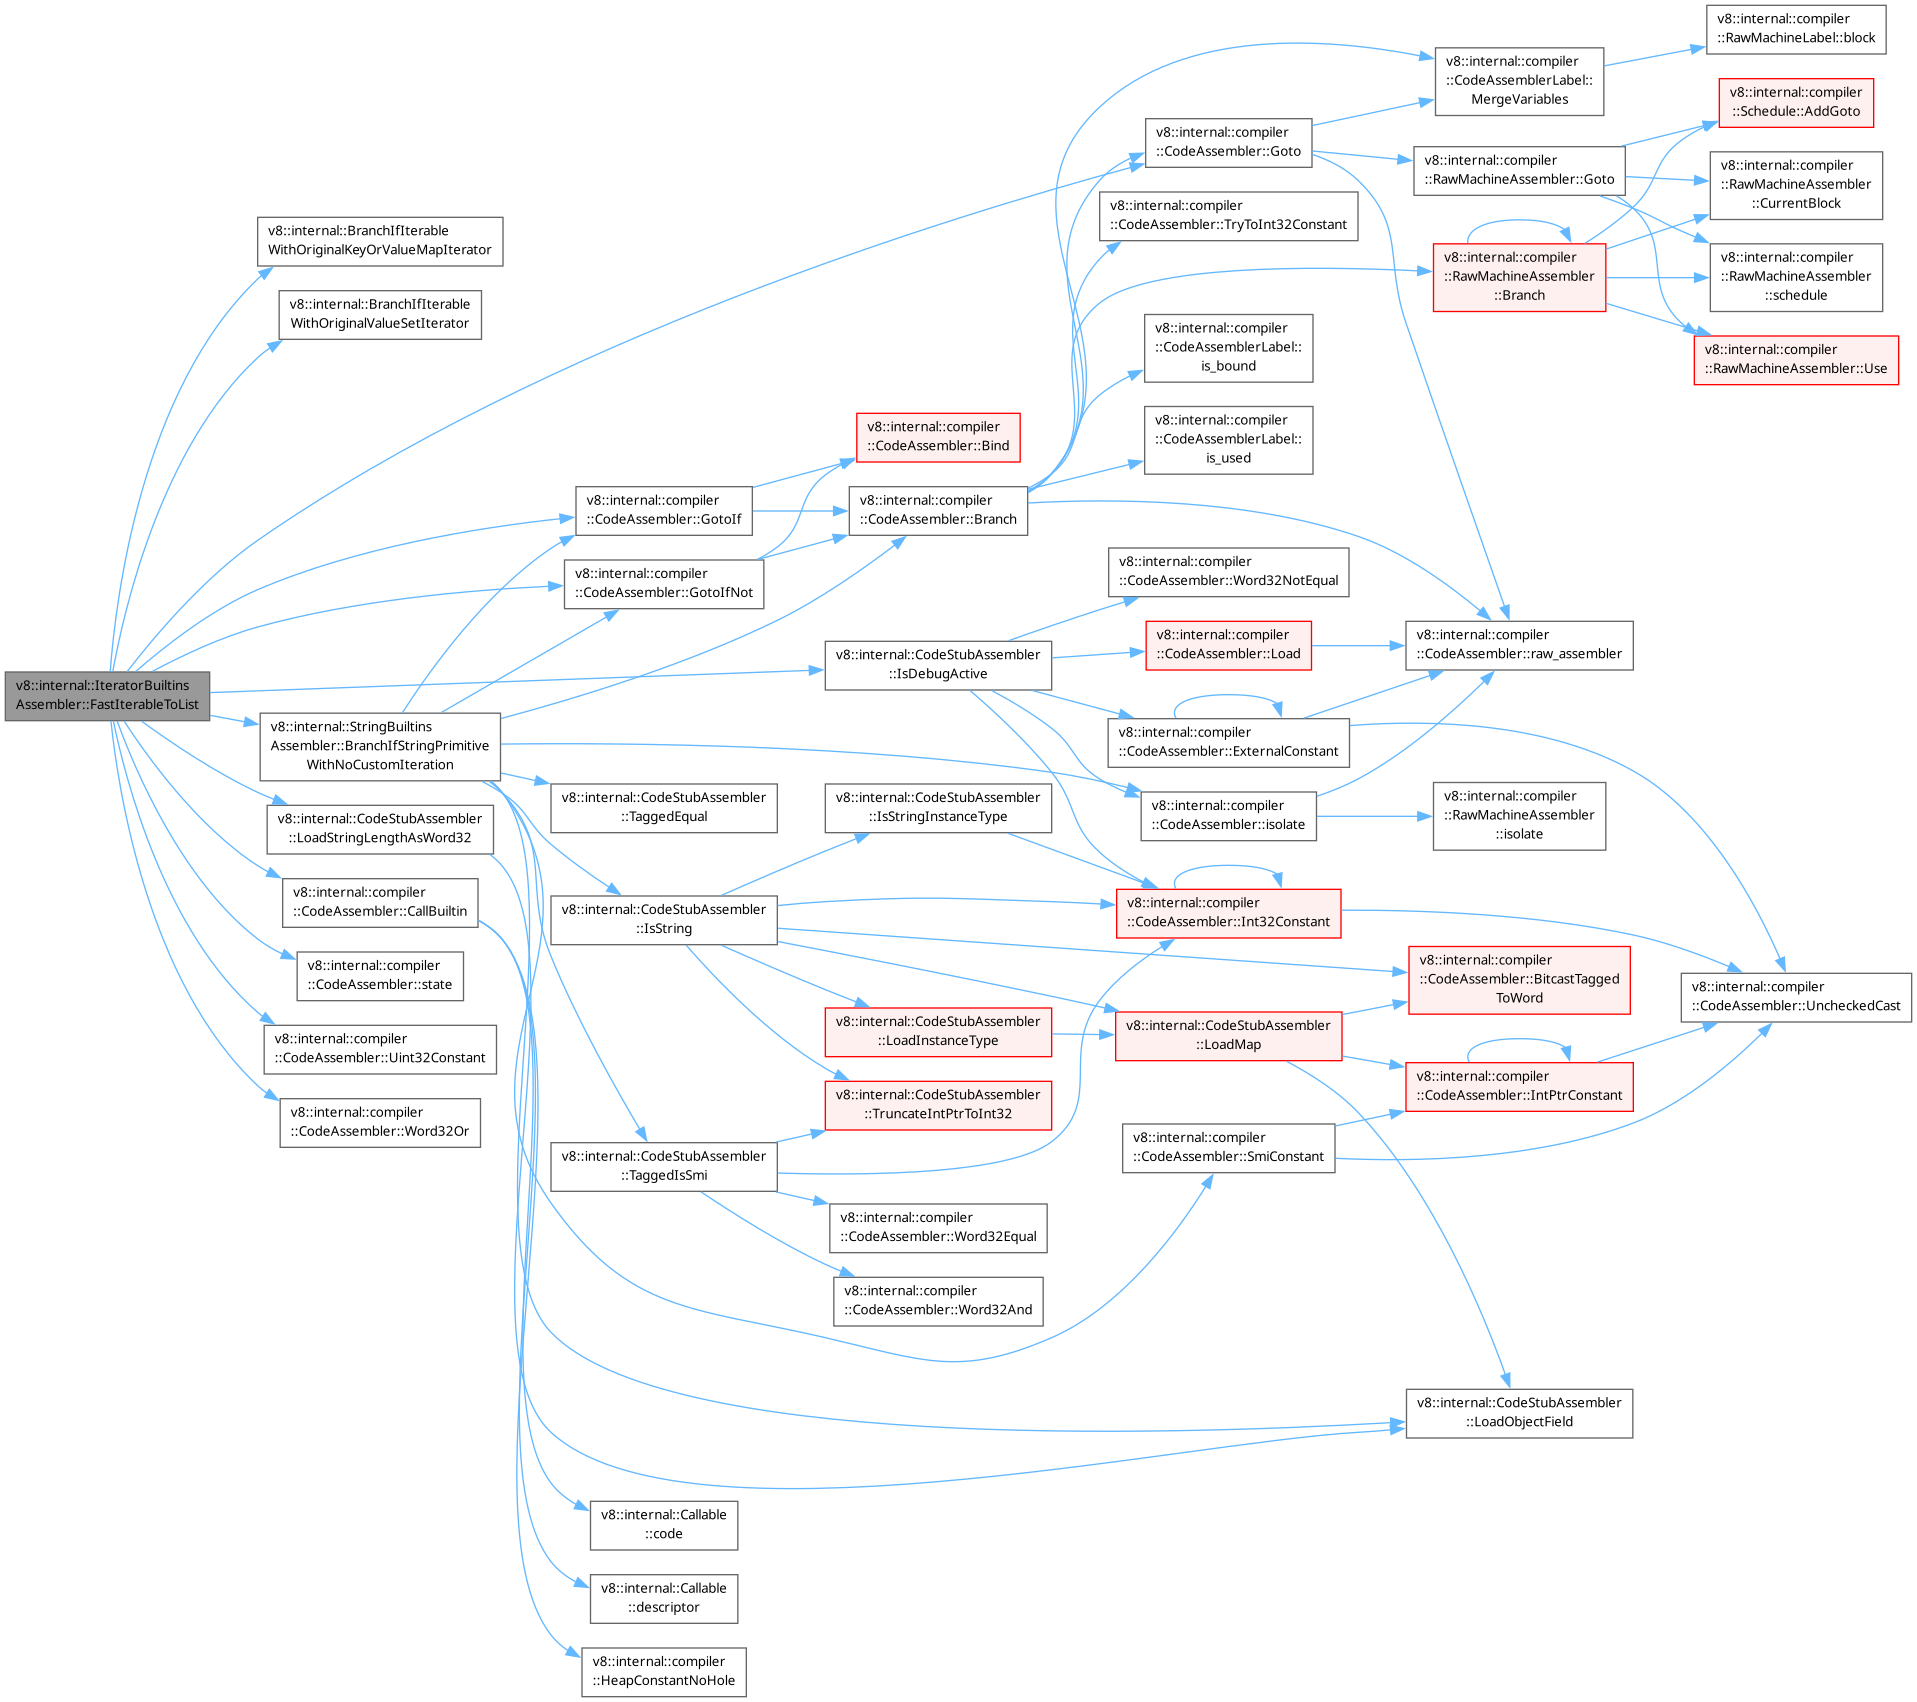 v8::internal::IteratorBuiltins
Assembler::FastIterableToList
v8::internal::BranchIfIterable
WithOriginalKeyOrValueMapIterator
v8::internal::BranchIfIterable
WithOriginalValueSetIterator
v8::internal::StringBuiltins
Assembler::BranchIfStringPrimitive
WithNoCustomIteration
v8::internal::CodeStubAssembler
::LoadStringLengthAsWord32
v8::internal::compiler
::CodeAssembler::CallBuiltin
v8::internal::compiler
::CodeAssembler::state
v8::internal::compiler
::CodeAssembler::Uint32Constant
v8::internal::compiler
::CodeAssembler::Word32Or
v8::internal::compiler
::CodeAssembler::GotoIf
v8::internal::compiler
::CodeAssembler::GotoIfNot
v8::internal::CodeStubAssembler
::TaggedEqual
v8::internal::CodeStubAssembler
::IsString
v8::internal::CodeStubAssembler
::TaggedIsSmi
v8::internal::Callable
::code
v8::internal::Callable
::descriptor
v8::internal::compiler
::HeapConstantNoHole
v8::internal::compiler
::CodeAssembler::Bind
v8::internal::compiler
::CodeAssembler::Branch
v8::internal::CodeStubAssembler
::IsDebugActive
v8::internal::CodeStubAssembler
::IsStringInstanceType
v8::internal::CodeStubAssembler
::LoadInstanceType
v8::internal::CodeStubAssembler
::TruncateIntPtrToInt32
v8::internal::compiler
::CodeAssembler::Word32Equal
v8::internal::compiler
::CodeAssembler::Word32And
v8::internal::compiler
::CodeAssembler::Goto
v8::internal::compiler
::CodeAssembler::TryToInt32Constant
v8::internal::compiler
::CodeAssemblerLabel::
is_bound
v8::internal::compiler
::CodeAssemblerLabel::
is_used
v8::internal::compiler
::CodeAssembler::Word32NotEqual
v8::internal::compiler
::CodeAssembler::Load
v8::internal::compiler
::CodeAssembler::ExternalConstant
v8::internal::compiler
::CodeAssembler::isolate
v8::internal::compiler
::CodeAssembler::Int32Constant
v8::internal::CodeStubAssembler
::LoadMap
v8::internal::compiler
::CodeAssembler::SmiConstant
v8::internal::compiler
::CodeAssemblerLabel::
MergeVariables
v8::internal::compiler
::RawMachineAssembler::Goto
v8::internal::compiler
::RawMachineAssembler
::Branch
v8::internal::compiler
::CodeAssembler::raw_assembler
v8::internal::compiler
::RawMachineAssembler
::isolate
v8::internal::compiler
::CodeAssembler::BitcastTagged
ToWord
v8::internal::compiler
::CodeAssembler::IntPtrConstant
v8::internal::CodeStubAssembler
::LoadObjectField
v8::internal::compiler
::RawMachineLabel::block
v8::internal::compiler
::Schedule::AddGoto
v8::internal::compiler
::RawMachineAssembler
::CurrentBlock
v8::internal::compiler
::RawMachineAssembler
::schedule
v8::internal::compiler
::RawMachineAssembler::Use
v8::internal::compiler
::CodeAssembler::UncheckedCast